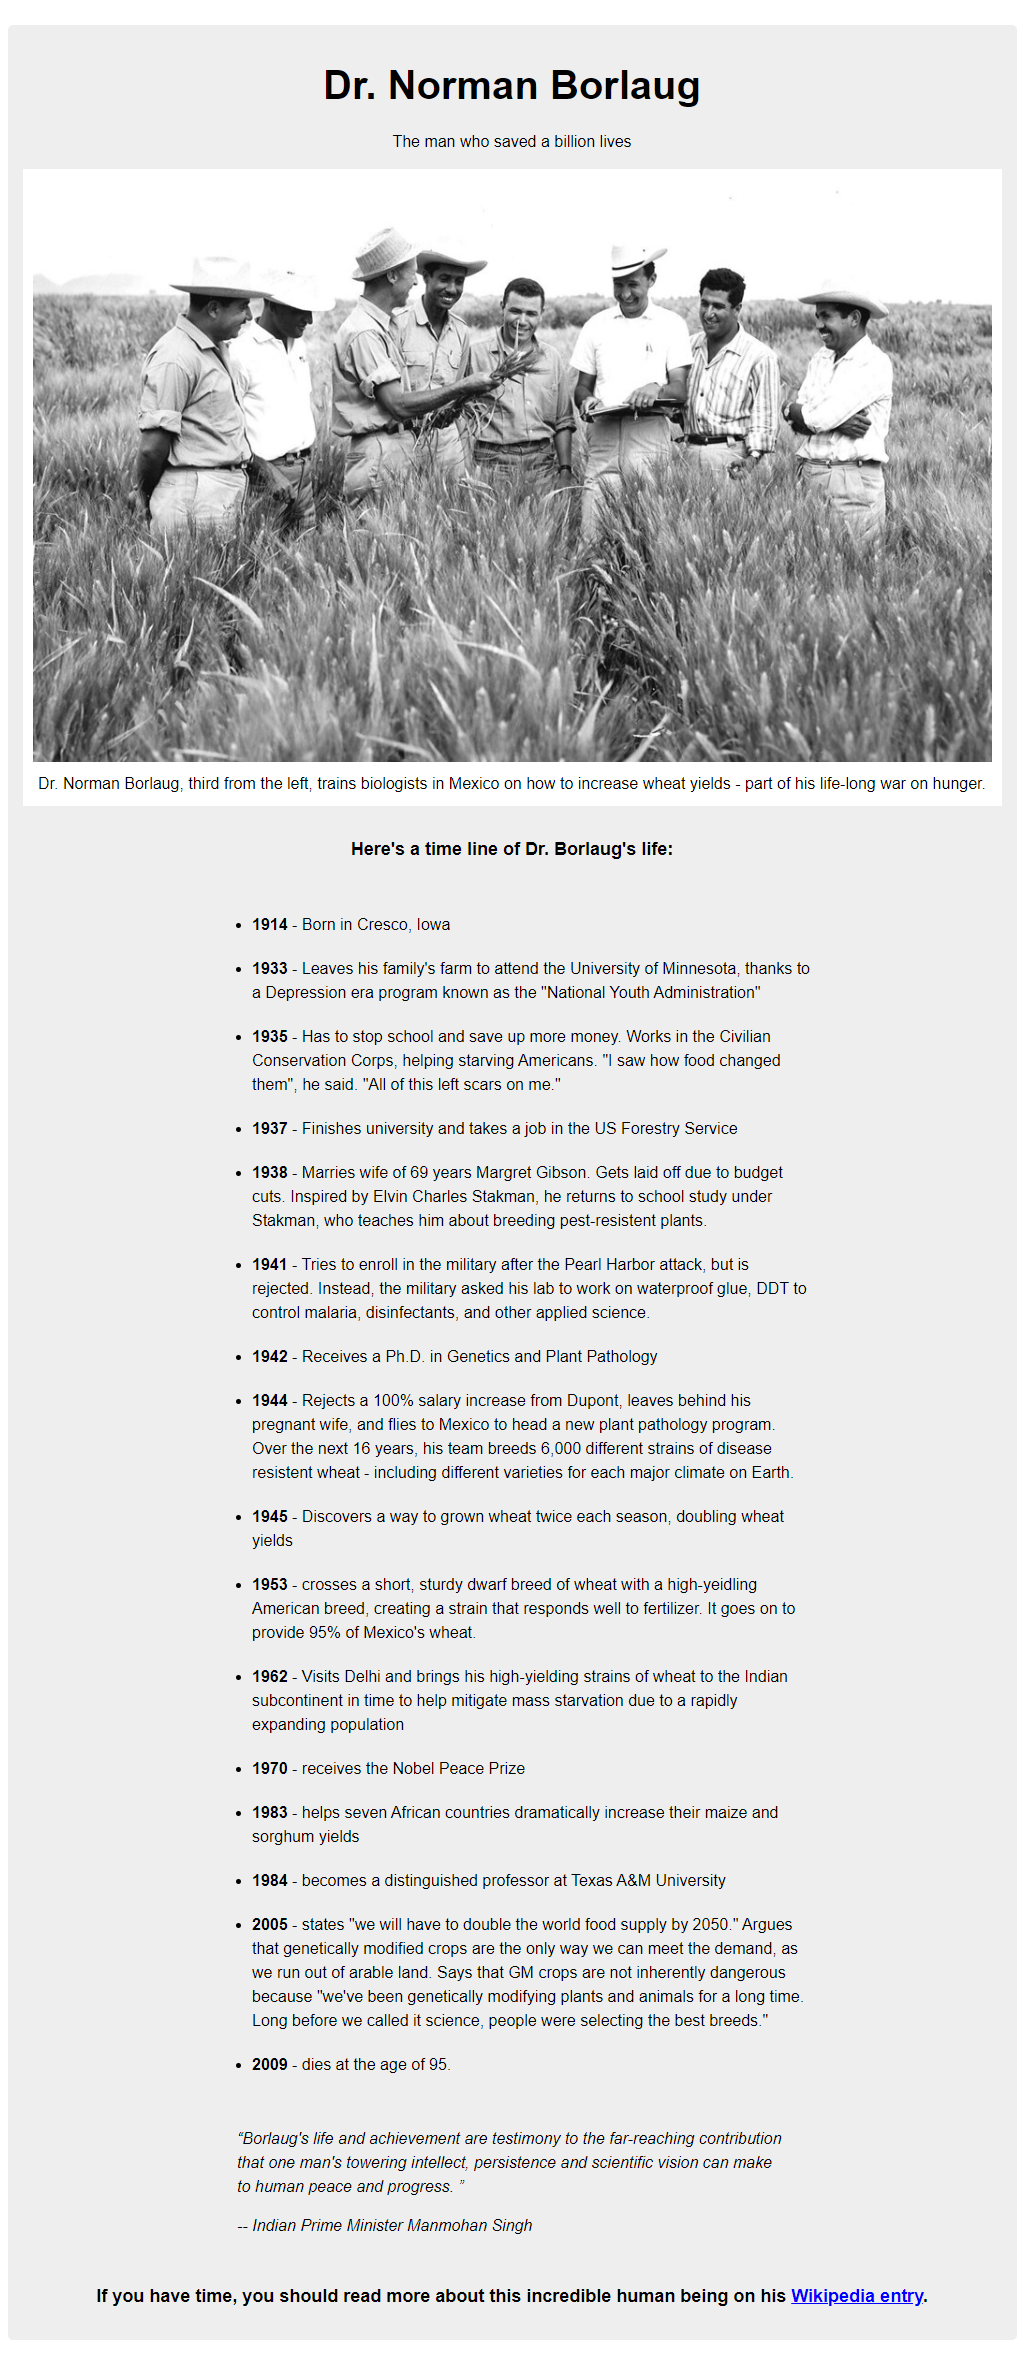 Dr. Norman Borlaug
The man who saved a billion lives
Dr. Norman Borlaug, third from the left, trains biologists in Mexico on how to increase wheat yields - part of his life-long war on hunger.
Here's a time line of Dr. Borlaug's life:
• 1914 - Born in Cresco, Iowa
• 1933 - Leaves his family's farm to attend the University of Minnesota, thanks to
a Depression era program known as the "National Youth Administration"
• 1935 - Has to stop school and save up more money. Works in the Civilian
Conservation Corps, helping starving Americans. "I saw how food changed
them", he said. "All of this left scars on me."
• 1937 - Finishes university and takes a job in the US Forestry Service
• 1938 - Marries wife of 69 years Margret Gibson. Gets laid off due to budget
cuts. Inspired by Elvin Charles Stakman, he returns to school study under
Stakman, who teaches him about breeding pest-resistent plants.
• 1941 - Tries to enroll in the military after the Pearl Harbor attack, but is
rejected. Instead, the military asked his lab to work on waterproof glue, DDT to
control malaria, disinfectants, and other applied science.
• 1942 - Receives a Ph.D. in Genetics and Plant Pathology
• 1944 - Rejects a 100% salary increase from Dupont, leaves behind his
pregnant wife, and flies to Mexico to head a new plant pathology program.
Over the next 16 years, his team breeds 6,000 different strains of disease
resistent wheat - including different varieties for each major climate on Earth.
• 1945 - Discovers a way to grown wheat twice each season, doubling wheat
yields
• 1953 - crosses a short, sturdy dwarf breed of wheat with a high-yeidling
American breed, creating a strain that responds well to fertilizer. It goes on to
provide 95% of Mexico's wheat.
• 1962 - Visits Delhi and brings his high-yielding strains of wheat to the Indian
subcontinent in time to help mitigate mass starvation due to a rapidly
expanding population
• 1970 - receives the Nobel Peace Prize
• 1983 - helps seven African countries dramatically increase their maize and
sorghum yields
• 1984 - becomes a distinguished professor at Texas A&M University
• 2005 - states "we will have to double the world food supply by 2050." Argues
that genetically modified crops are the only way we can meet the demand, as
we run out of arable land. Says that GM crops are not inherently dangerous
because "we've been genetically modifying plants and animals for a long time.
Long before we called it science, people were selecting the best breeds."
• 2009 - dies at the age of 95.
“Borlaug's life and achievement are testimony to the far-reaching contribution
that one man's towering intellect, persistence and scientific vision can make
to human peace and progress. ”
-- Indian Prime Minister Manmohan Singh
If you have time, you should read more about this incredible human being on his Wikipedia entry.